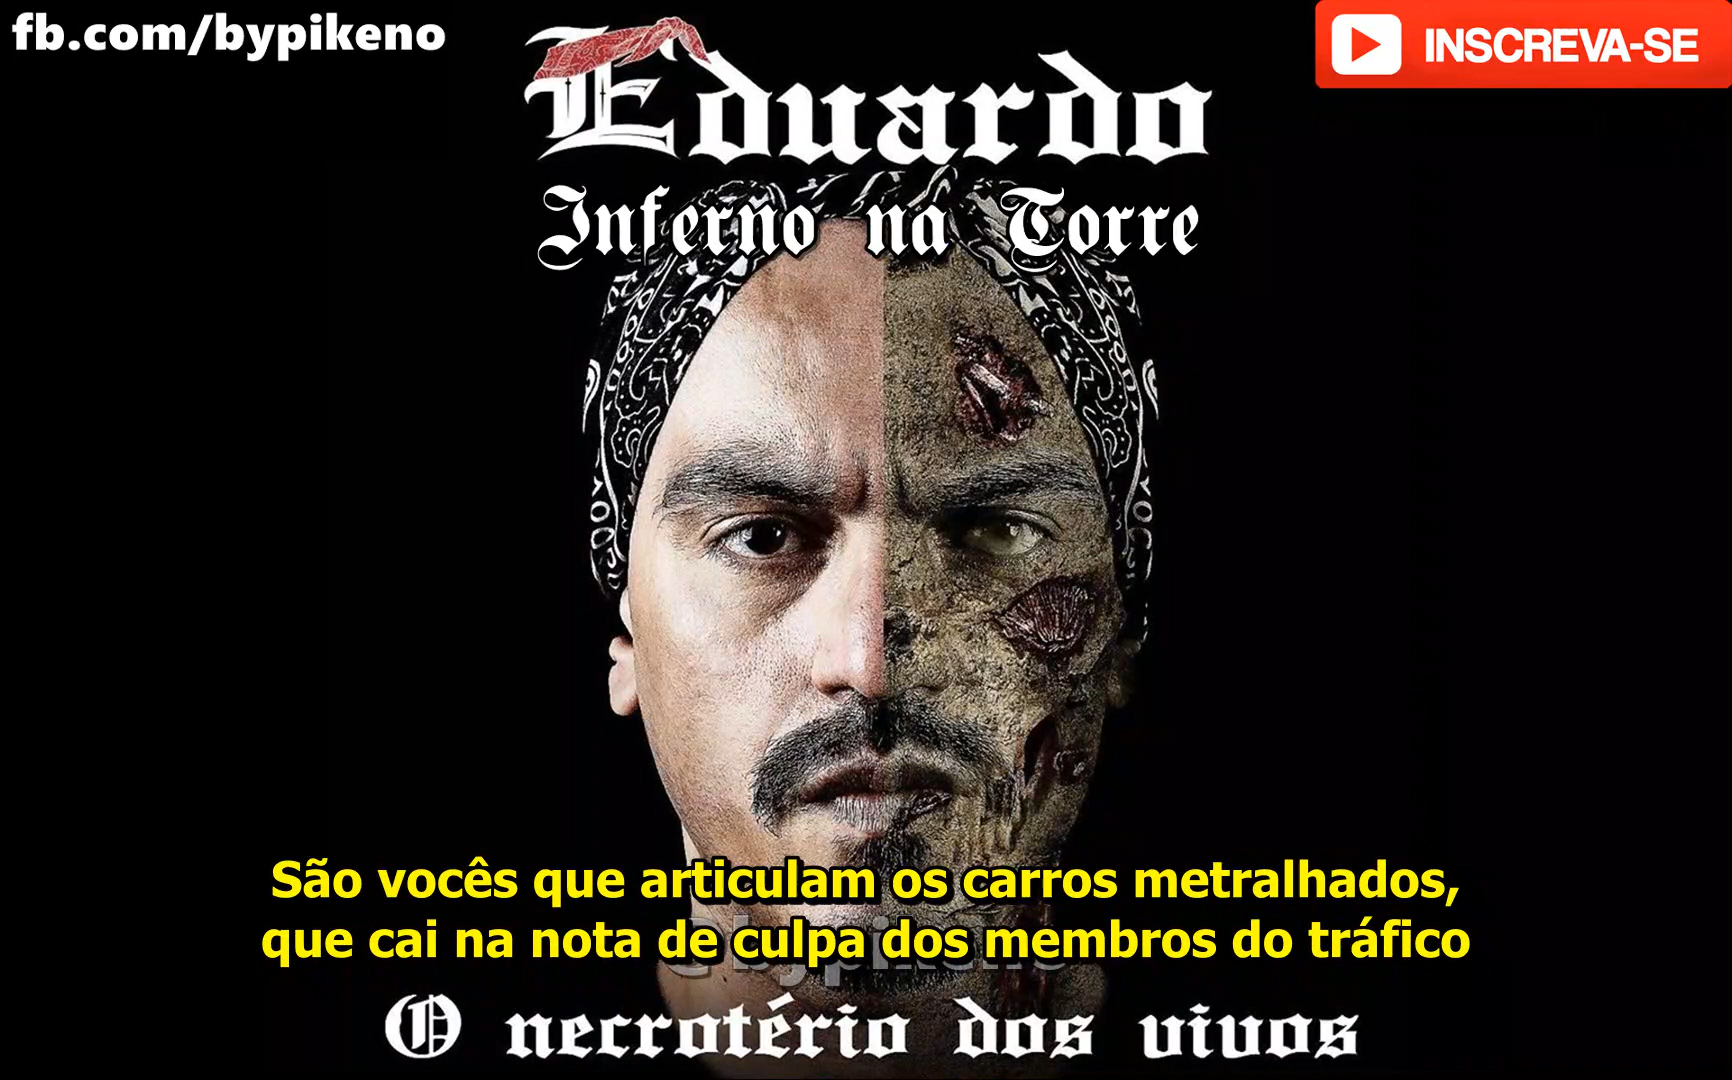 fb.com/bypikeno
INSCREVA-SE
Eduardo
Inferno na Torre
São vocês que articulam os carros metralhados,
que cai na nota de culpa dos membros do tráfico
@bypikeno
O necrotério dos vivos